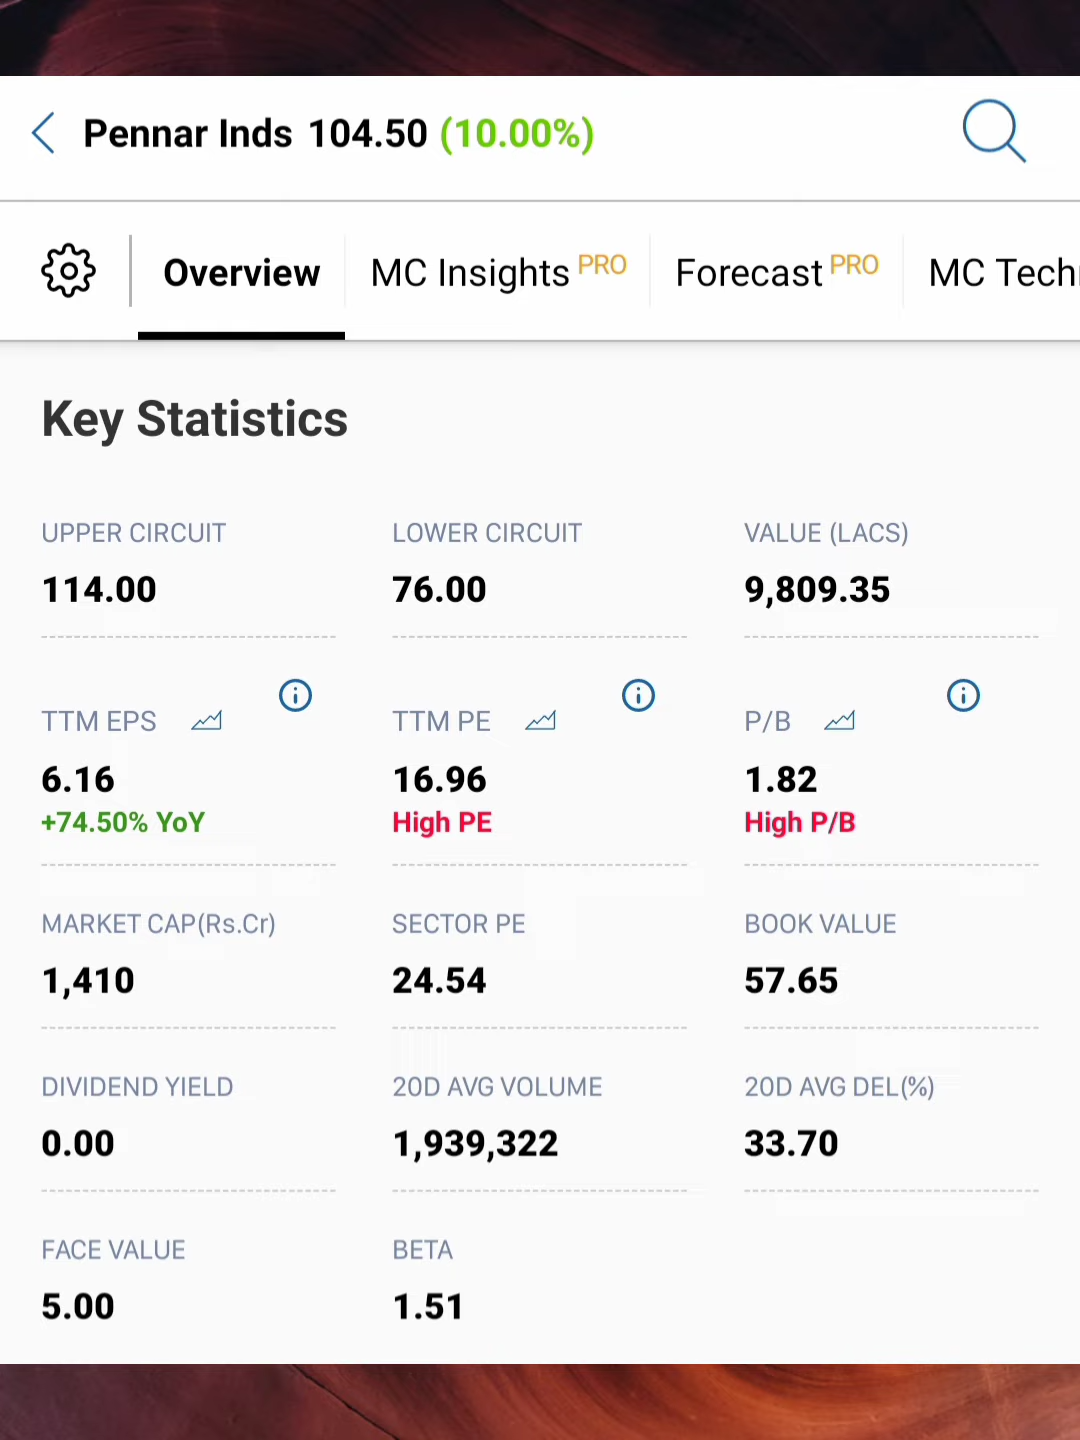 Pennar Inds 104.50 (10.00%)
Overview MC Insights PRO Forecast PRO MC Tech
Key Statistics
UPPER CIRCUIT LOWER CIRCUIT VALUE (LACS)
114.00 76.00 9,809.35
TTM EPS TTM PE P/B
6.16 16.96 1.82
+74.50% YoY High PE High P/B
MARKET CAP(Rs.Cr) SECTOR PE BOOK VALUE
1,410 24.54 57.65
DIVIDEND YIELD 20D AVG VOLUME 20D AVG DEL(%)
0.00 1,939,322 33.70
FACE VALUE BETA
5.00 1.51